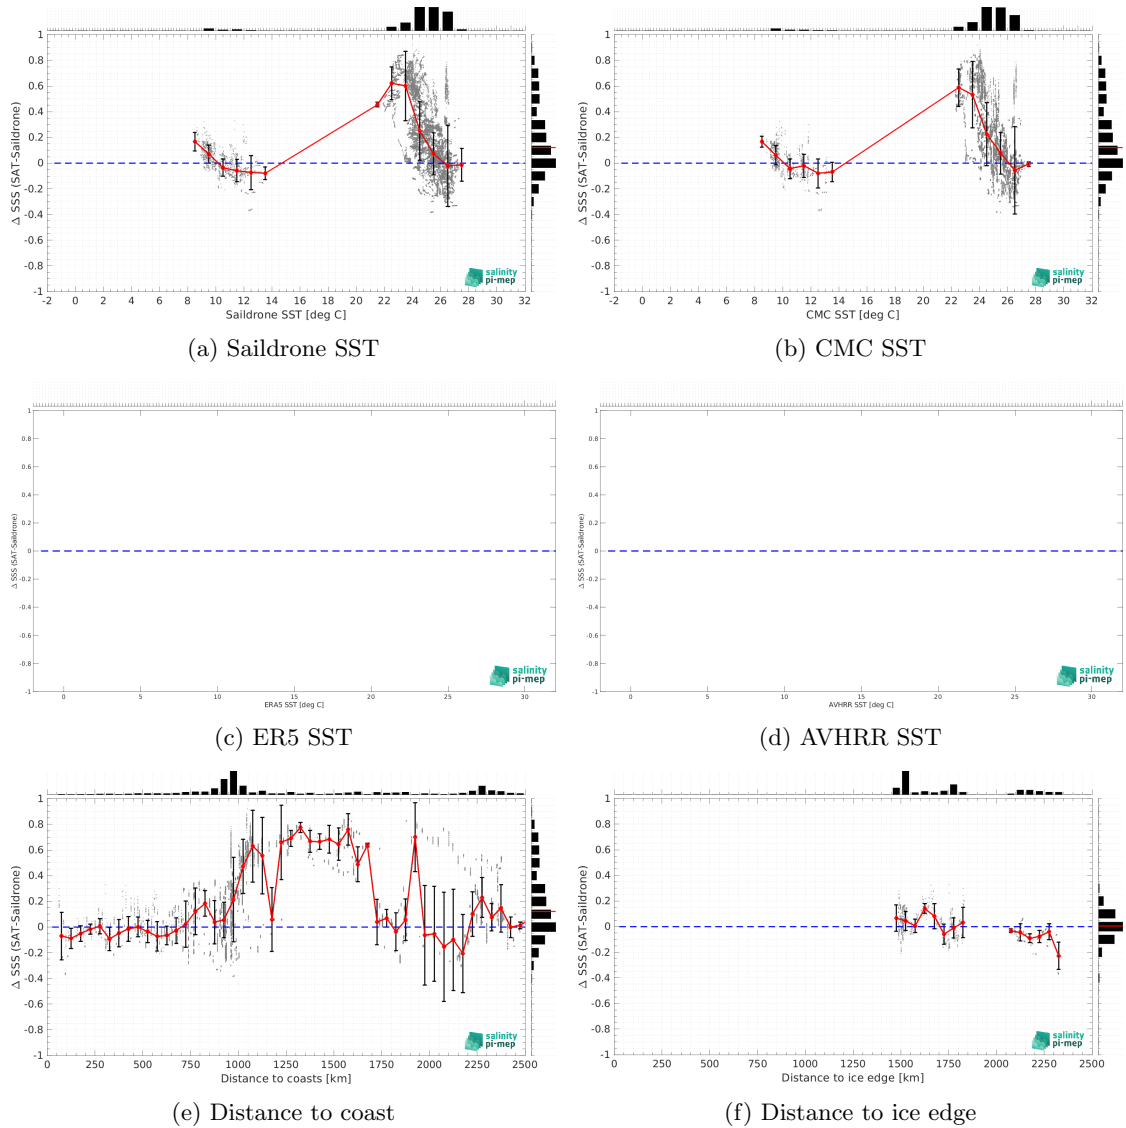 1
0.8
0.6
0.4
0.2
0
-0.2
-0.4
-0.6
-0.8
-1
Δ SSS (SAT-Saildrone)
-2 0 2 4 6 8 10 12 14 16 18 20 22 24 26 28 30 32
Saildrone SST [deg C]
salinity
pi-mep
(a) Saildrone SST
1
0.8
0.6
0.4
0.2
0
-0.2
-0.4
-0.6
-0.8
-1
Δ SSS (SAT-Saildrone)
-2 0 2 4 6 8 10 12 14 16 18 20 22 24 26 28 30 32
CMC SST [deg C]
salinity
pi-mep
(b) CMC SST
1
0.8
0.6
0.4
0.2
0
-0.2
-0.4
-0.6
-0.8
-1
Δ SSS (SAT-Saildrone)
0 5 10 15 20 25 30
ERA5 SST [deg C]
salinity
pi-mep
(c) ER5 SST
1
0.8
0.6
0.4
0.2
0
-0.2
-0.4
-0.6
-0.8
-1
Δ SSS (SAT-Saildrone)
0 5 10 15 20 25 30
AVHRR SST [deg C]
salinity
pi-mep
(d) AVHRR SST
1
0.8
0.6
0.4
0.2
0
-0.2
-0.4
-0.6
-0.8
-1
Δ SSS (SAT-Saildrone)
0 250 500 750 1000 1250 1500 1750 2000 2250 2500
Distance to coasts [km]
salinity
pi-mep
(e) Distance to coast
1
0.8
0.6
0.4
0.2
0
-0.2
-0.4
-0.6
-0.8
-1
Δ SSS (SAT-Saildrone)
0 250 500 750 1000 1250 1500 1750 2000 2250 2500
Distance to ice edge [km]
salinity
pi-mep
(f) Distance to ice edge